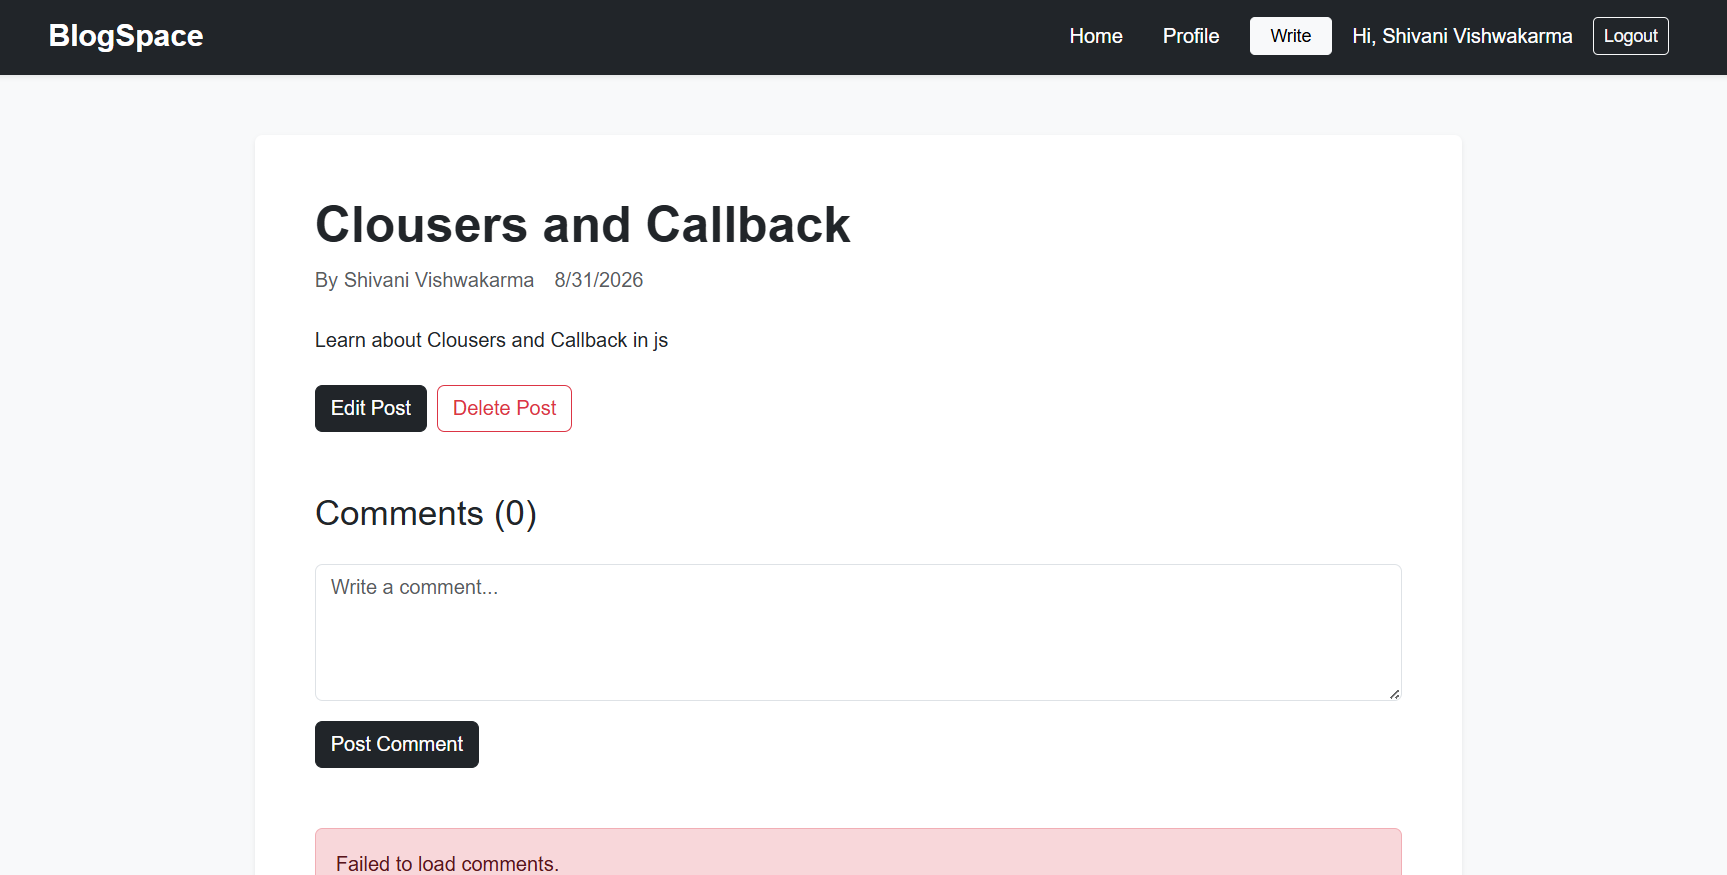 BlogSpace
Home Profile Write Hi, Shivani Vishwakarma Logout
Clousers and Callback
By Shivani Vishwakarma 8/31/2026
Learn about Clousers and Callback in js
Edit Post Delete Post
Comments (0)
Write a comment...
Post Comment
Failed to load comments.